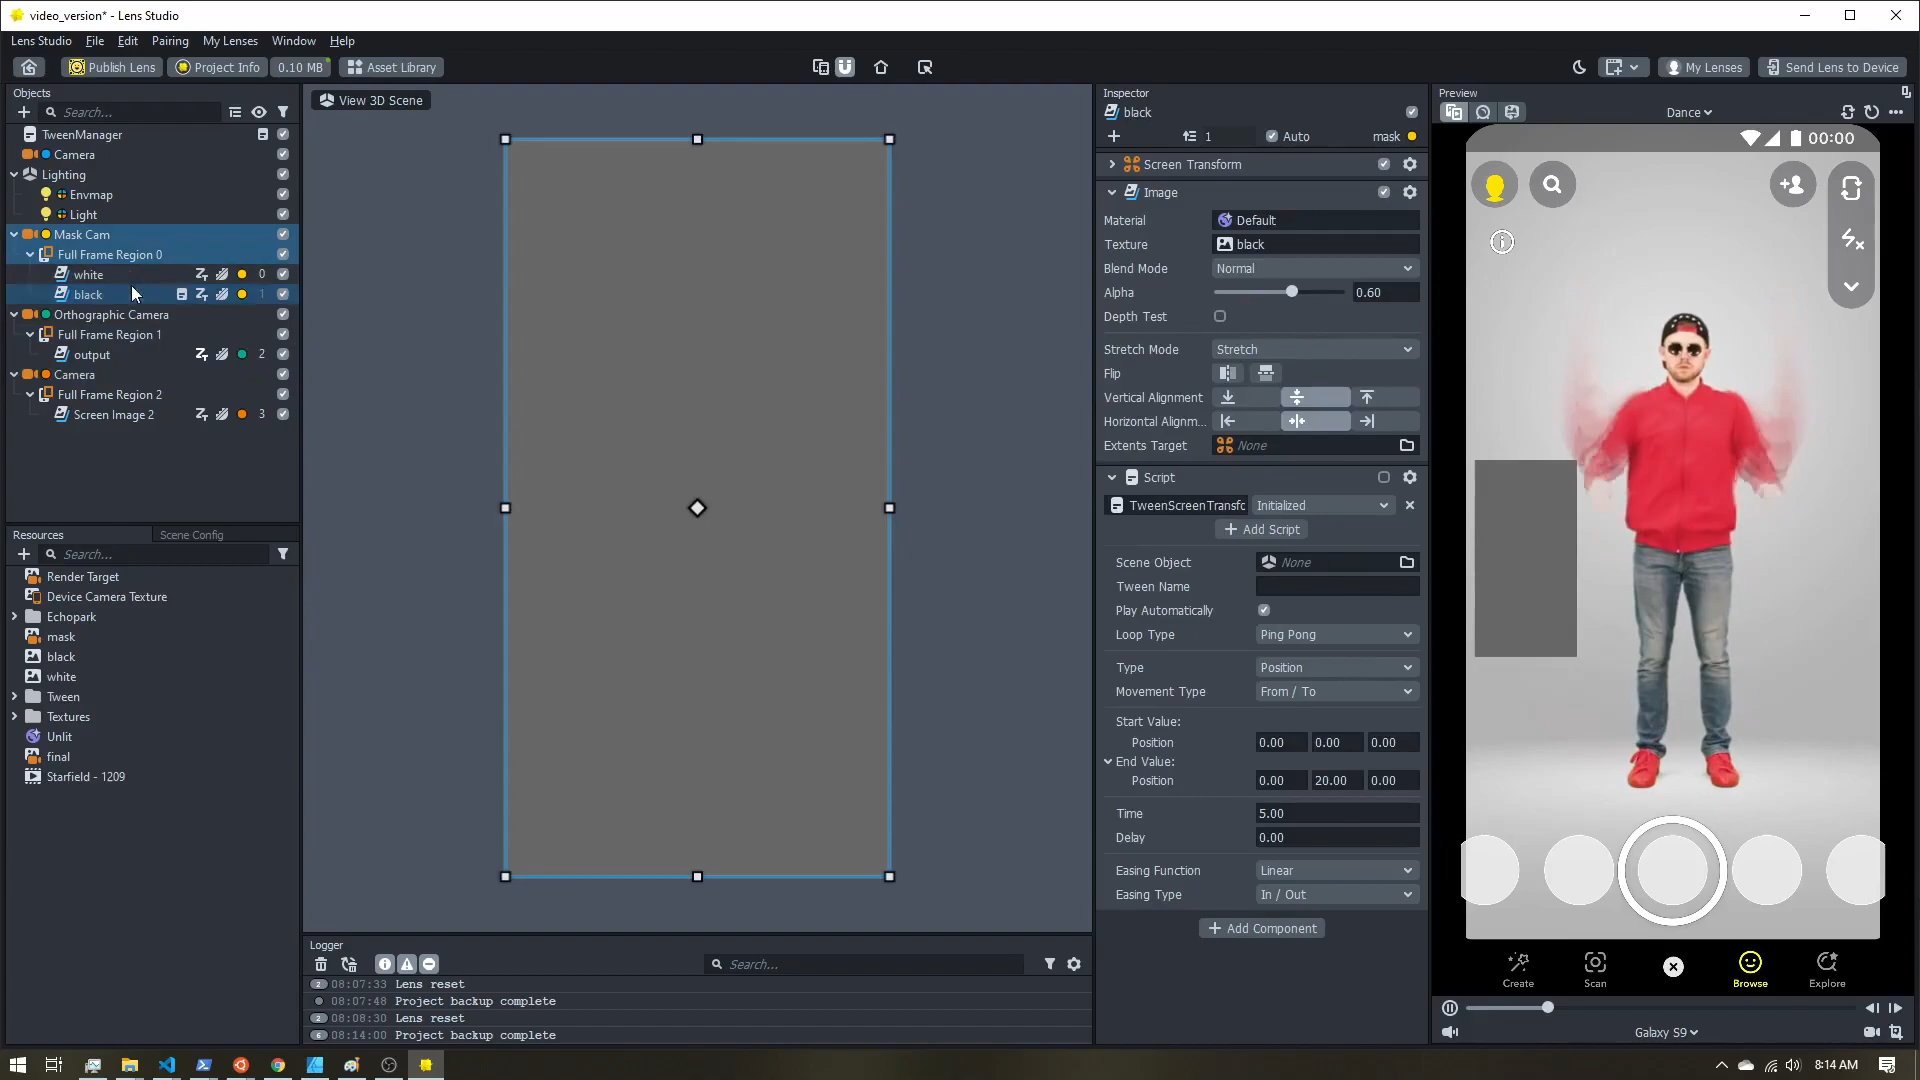 video_version* - Lens Studio
Lens Studio File Edit Pairing My Lenses Window Help
Publish Lens Project Info 0.10 MB Asset Library My Lenses Send Lens to Device
Objects
Search...
TweenManager
Camera
Lighting
Envmap
Light
Mask Cam
Full Frame Region 0
white 0
black 1
Orthographic Camera
Full Frame Region 1
output 2
Camera
Full Frame Region 2
Screen Image 2 3
Resources Scene Config
Search...
Render Target
Device Camera Texture
Echopark
mask
black
white
Tween
Textures
Unlit
final
Starfield - 1209
View 3D Scene
Logger
Search...
2 08:07:33 Lens reset
08:07:48 Project backup complete
2 08:08:30 Lens reset
6 08:14:00 Project backup complete
Inspector
black
1 Auto mask
Screen Transform
Image
Material Default
Texture black
Blend Mode Normal
Alpha 0.60
Depth Test
Stretch Mode Stretch
Flip
Vertical Alignment
Horizontal Alignm...
Extents Target None
Script
TweenScreenTransfc Initialized
Add Script
Scene Object None
Tween Name
Play Automatically
Loop Type Ping Pong
Type Position
Movement Type From / To
Start Value:
Position 0.00 0.00 0.00
End Value:
Position 0.00 20.00 0.00
Time 5.00
Delay 0.00
Easing Function Linear
Easing Type In / Out
Add Component
Preview
Dance
00:00
Create Scan Browse Explore
Galaxy S9
8:14 AM